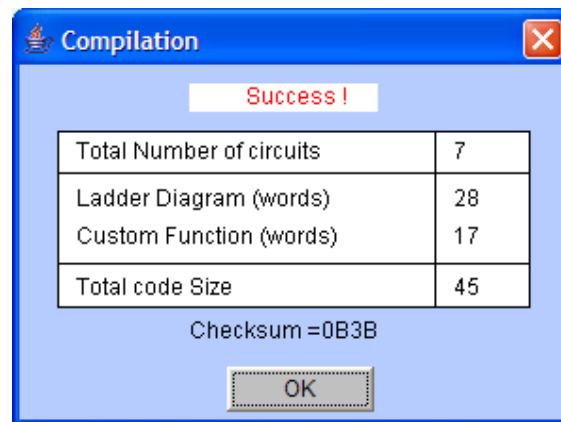 Compilation
Success !
Total Number of circuits 7
Ladder Diagram (words) 28
Custom Function (words) 17
Total code Size 45
Checksum =0B3B
OK